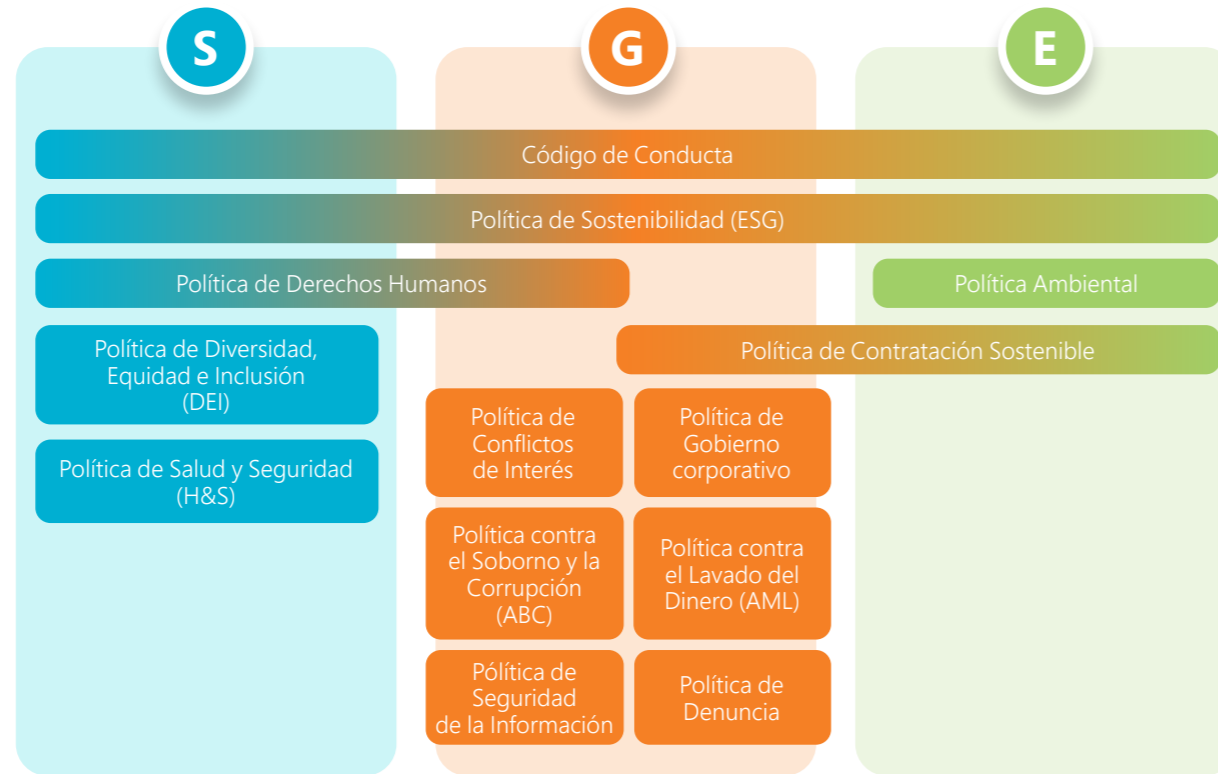 S
G
E
Código de Conducta
Política de Sostenibilidad (ESG)
Política de Derechos Humanos
Política Ambiental
Política de Diversidad,
Equidad e Inclusión
(DEI)
Política de Contratación Sostenible
Política de Salud y Seguridad
(H&S)
Política de
Conflictos
de Interés
Política de
Gobierno
corporativo
Política contra
el Soborno y la
Corrupción
(ABC)
Política contra
el Lavado del
Dinero (AML)
Pólítica de
Seguridad
de la Información
Política de
Denuncia